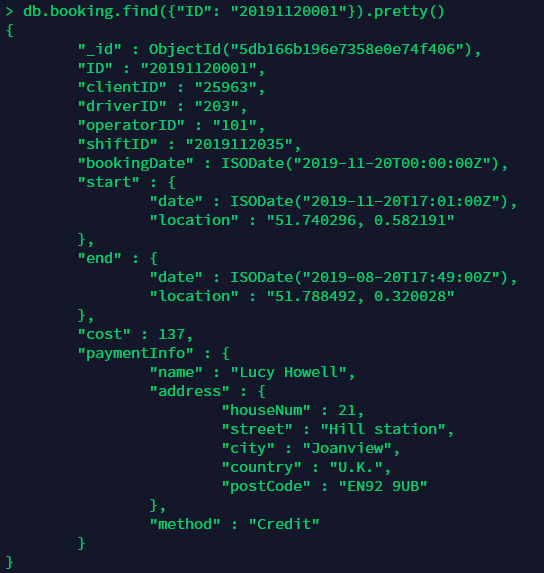 > db.booking.find({"ID": "20191120001"}).pretty()
{
        "_id" : ObjectId("5db166b196e7358e0e74f406"),
        "ID" : "20191120001",
        "clientID" : "25963",
        "driverID" : "203",
        "operatorID" : "101",
        "shiftID" : "2019112035",
        "bookingDate" : ISODate("2019-11-20T00:00:00Z"),
        "start" : {
                "date" : ISODate("2019-11-20T17:01:00Z"),
                "location" : "51.740296, 0.582191"
        },
        "end" : {
                "date" : ISODate("2019-08-20T17:49:00Z"),
                "location" : "51.788492, 0.320028"
        },
        "cost" : 137,
        "paymentInfo" : {
                "name" : "Lucy Howell",
                "address" : {
                        "houseNum" : 21,
                        "street" : "Hill station",
                        "city" : "Joanview",
                        "country" : "U.K.",
                        "postCode" : "EN92 9UB"
                },
                "method" : "Credit"
        }
}